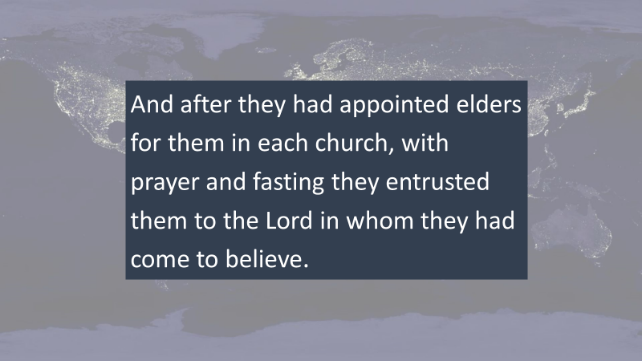 And after they had appointed elders
for them in each church, with
prayer and fasting they entrusted
them to the Lord in whom they had
come to believe.